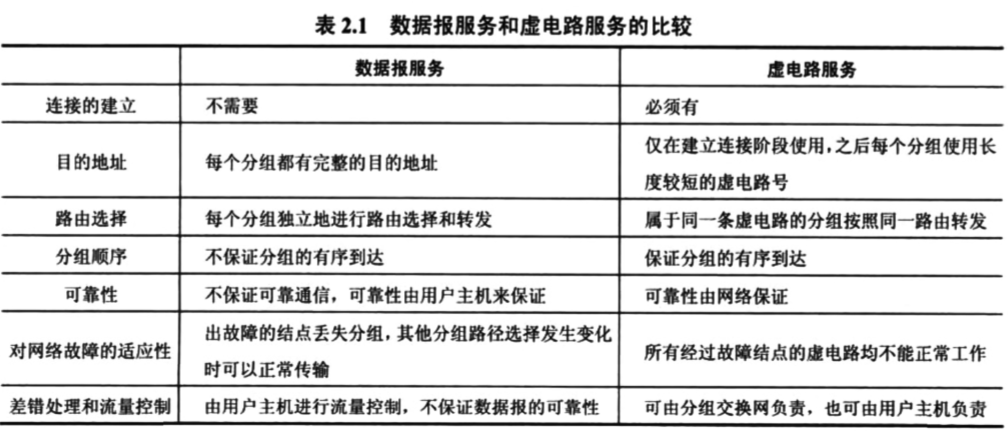 表 2.1 数据报服务和虚电路服务的比较
数据报服务 虚电路服务
连接的建立 不需要 必须有
目的地址 每个分组都有完整的目的地址 仅在建立连接阶段使用，之后每个分组使用长
度较短的虚电路号
路由选择 每个分组独立地进行路由选择和转发 属于同一条虚电路的分组按照同一路由转发
分组顺序 不保证分组的有序到达 保证分组的有序到达
可靠性 不保证可靠通信，可靠性由用户主机来保证 可靠性由网络保证
对网络故障的适应性 出故障的结点丢失分组，其他分组路径选择发生变化
时可以正常传输 所有经过故障结点的虚电路均不能正常工作
差错处理和流量控制 由用户主机进行流量控制，不保证数据报的可靠性 可由分组交换网负责，也可由用户主机负责